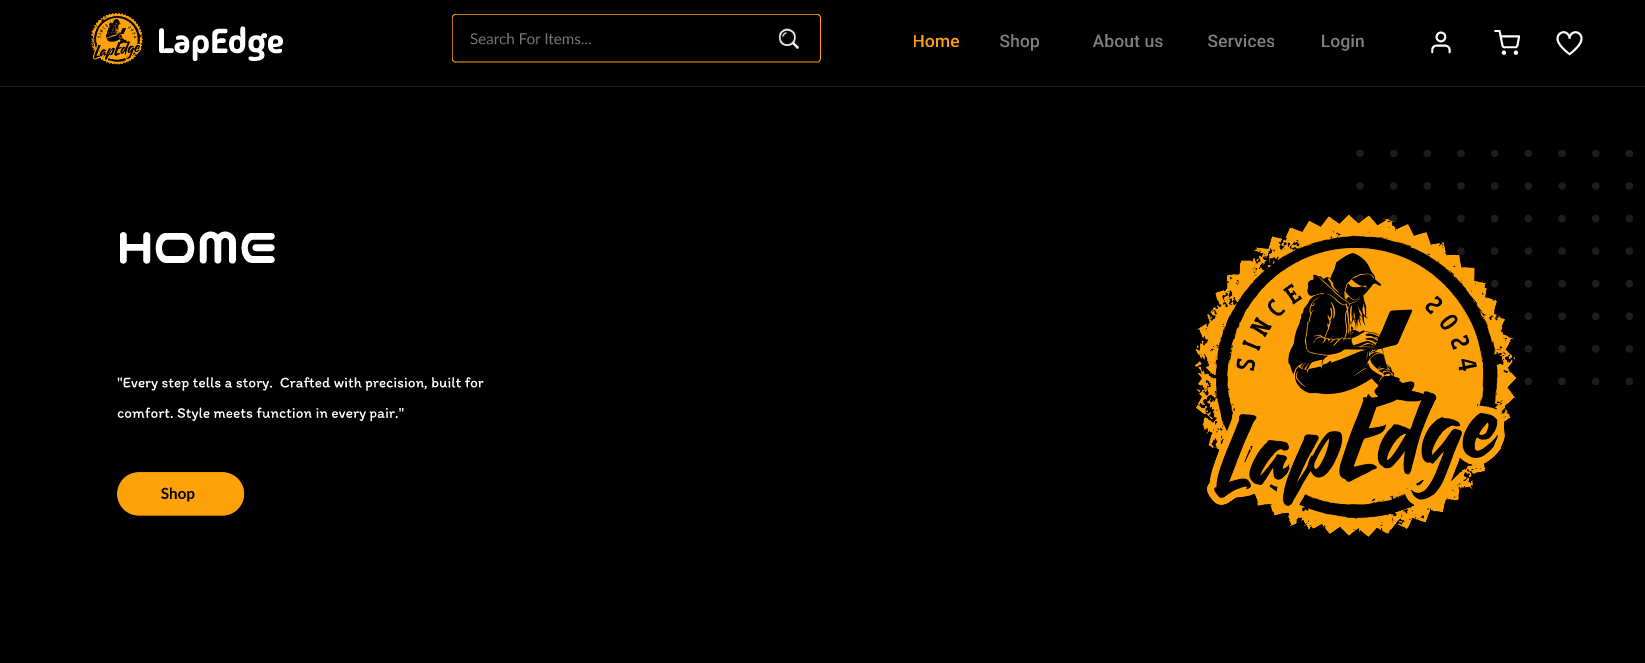 LapEdge
LapEdge
Search For Items...
Home
Shop
About us
Services
Login
HOME
"Every step tells a story. Crafted with precision, built for
comfort. Style meets function in every pair."
Shop
SINCE 2024
LapEdge